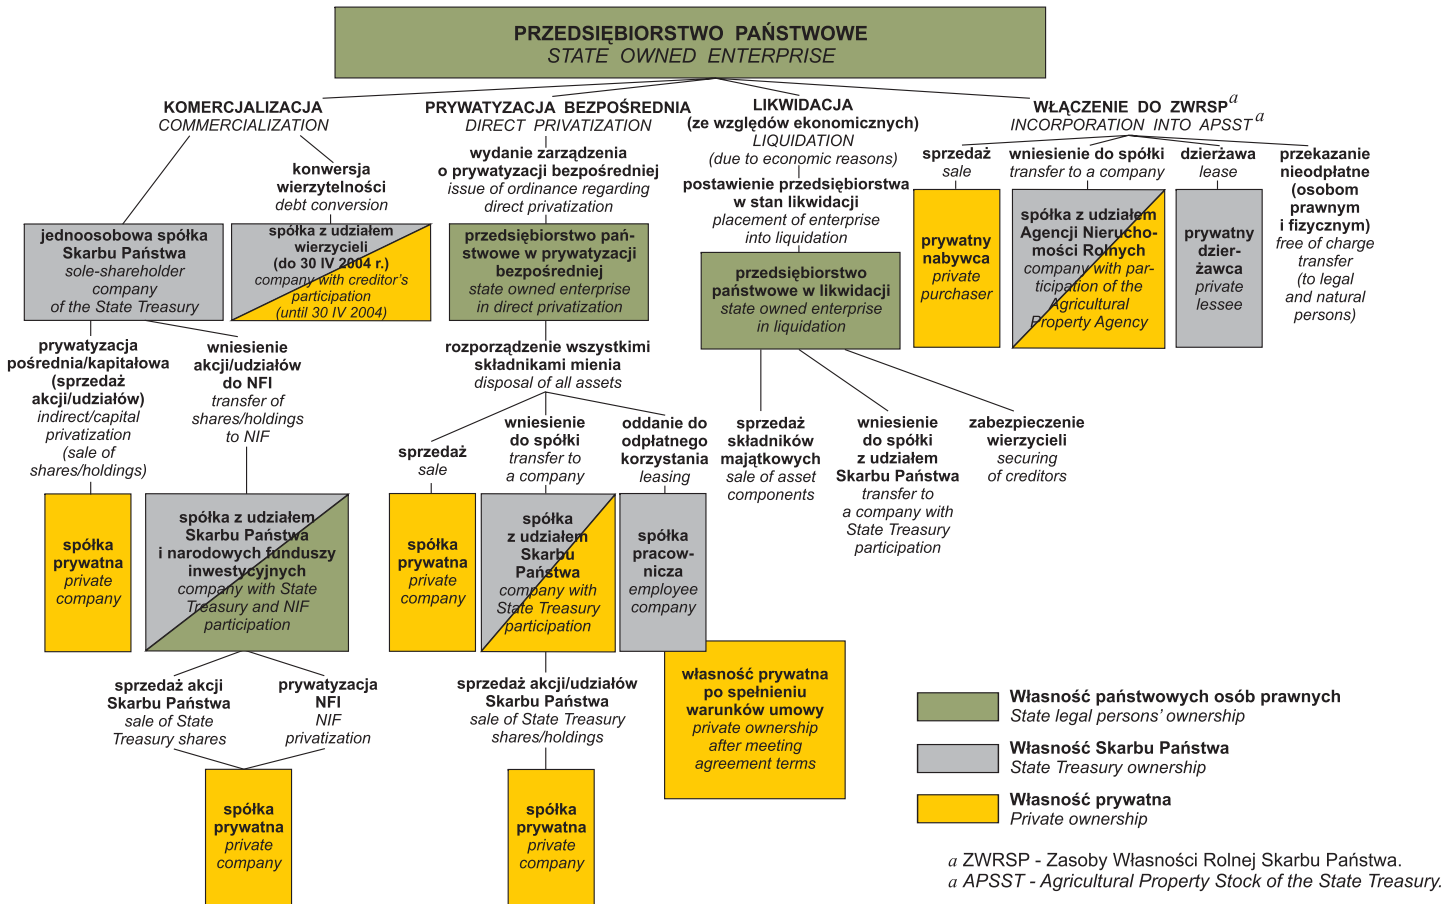 PRZEDSIĘBIORSTWO PAŃSTWOWE
STATE OWNED ENTERPRISE
KOMERCJALIZACJA
COMMERCIALIZATION
konwersja
wierzytelności
debt conversion
jednoosobowa spółka
Skarbu Państwa
sole-shareholder
company
of the State Treasury
spółka z udziałem
wierzycieli
(do 30 IV 2004 r.)
company with creditor's
participation
(until 30 IV 2004)
prywatyzacja
pośrednia/kapitałowa
(sprzedaż
akcji/udziałów)
indirect/capital
privatization
(sale of
shares/holdings)
wniesienie
akcji/udziałów
do NFI
transfer of
shares/holdings
to NIF
spółka
prywatna
private
company
spółka z udziałem
Skarbu Państwa
i narodowych funduszy
inwestycyjnych
company with State
Treasury and NIF
participation
sprzedaż akcji
Skarbu Państwa
sale of State
Treasury shares
prywatyzacja
NFI
NIF
privatization
spółka
prywatna
private
company
PRYWATYZACJA BEZPOŚREDNIA
DIRECT PRIVATIZATION
wydanie zarządzenia
o prywatyzacji bezpośredniej
issue of ordinance regarding
direct privatization
przedsiębiorstwo pań-
stwowe w prywatyzacji
bezpośredniej
state owned enterprise
in direct privatization
rozporządzenie wszystkimi
składnikami mienia
disposal of all assets
sprzedaż
sale
wniesienie
do spółki
transfer to
a company
oddanie do
odpłatnego
korzystania
leasing
spółka
prywatna
private
company
spółka
z udziałem
Skarbu
Państwa
company with
State Treasury
participation
spółka
pracow-
nicza
employee
company
sprzedaż akcji/udziałów
Skarbu Państwa
sale of State Treasury
shares/holdings
spółka
prywatna
private
company
własność prywatna
po spełnieniu
warunków umowy
private ownership
after meeting
agreement terms
LIKWIDACJA
(ze względów ekonomicznych)
LIQUIDATION
(due to economic reasons)
postawienie przedsiębiorstwa
w stan likwidacji
placement of enterprise
into liquidation
przedsiębiorstwo
państwowe w likwidacji
state owned enterprise
in liquidation
sprzedaż
składników
majątkowych
sale of asset
components
wniesienie
do spółki
z udziałem
Skarbu Państwa
transfer to
a company with
State Treasury
participation
zabezpieczenie
wierzycieli
securing
of creditors
WŁĄCZENIE DO ZWRSP a
INCORPORATION INTO APSST a
sprzedaż
sale
wniesienie do spółki
transfer to a company
dzierżawa
lease
przekazanie
nieodpłatne
(osobom
prawnym
i fizycznym)
free of charge
transfer
(to legal
and natural
persons)
prywatny
nabywca
private
purchaser
spółka z udziałem
Agencji Nierucho-
mości Rolnych
company with par-
ticipation of the
Agricultural
Property Agency
prywatny
dzier-
żawca
private
lessee
Własność państwowych osób prawnych
State legal persons' ownership
Własność Skarbu Państwa
State Treasury ownership
Własność prywatna
Private ownership
a ZWRSP - Zasoby Własności Rolnej Skarbu Państwa.
a APSST - Agricultural Property Stock of the State Treasury.